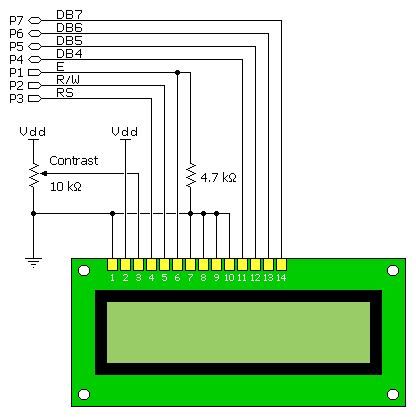 P7 DB7
P6 DB6
P5 DB5
P4 DB4
P1 E
P2 R/W
P3 RS
Vdd Vdd
Contrast
10 kΩ
4.7 kΩ
1 2 3 4 5 6 7 8 9 10 11 12 13 14